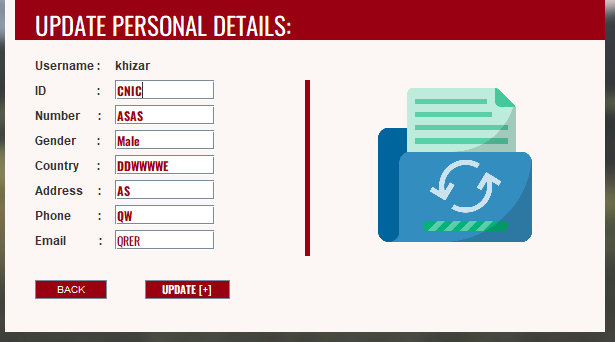 UPDATE PERSONAL DETAILS:
Username : khizar
ID : CNIC
Number : ASAS
Gender : Male
Country : DDWWWWE
Address : AS
Phone : QW
Email : QRER
BACK UPDATE [+]